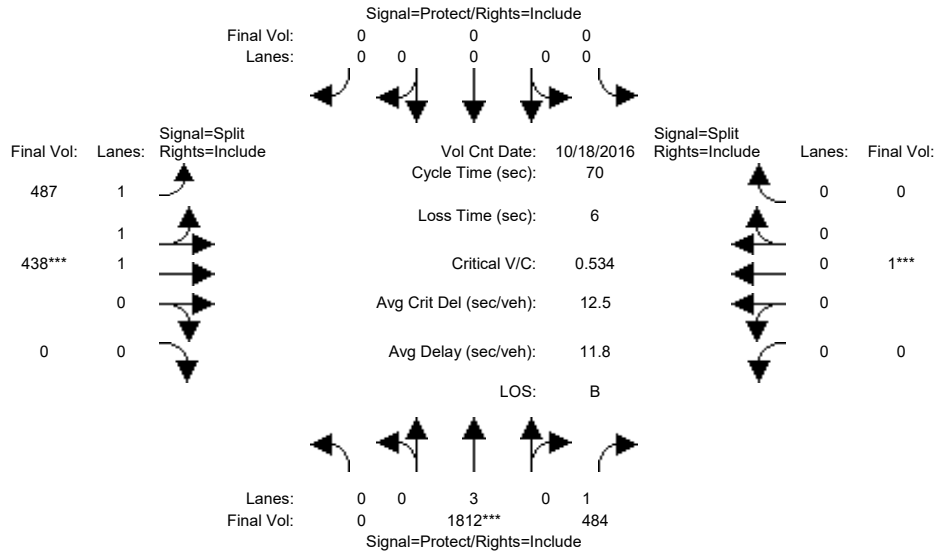 Signal=Protect/Rights=Include
Final Vol: 0 0 0
Lanes: 0 0 0 0 0
Signal=Split
Final Vol: Lanes: Rights=Include
Vol Cnt Date: 10/18/2016
Signal=Split
Rights=Include Lanes: Final Vol:
Cycle Time (sec): 70
487 1
0 0
Loss Time (sec): 6
1
0
438*** 1
Critical V/C: 0.534
0 1***
0
Avg Crit Del (sec/veh): 12.5
0
0 0
Avg Delay (sec/veh): 11.8
0 0
LOS: B
Lanes: 0 0 3 0 1
Final Vol: 0 1812*** 484
Signal=Protect/Rights=Include